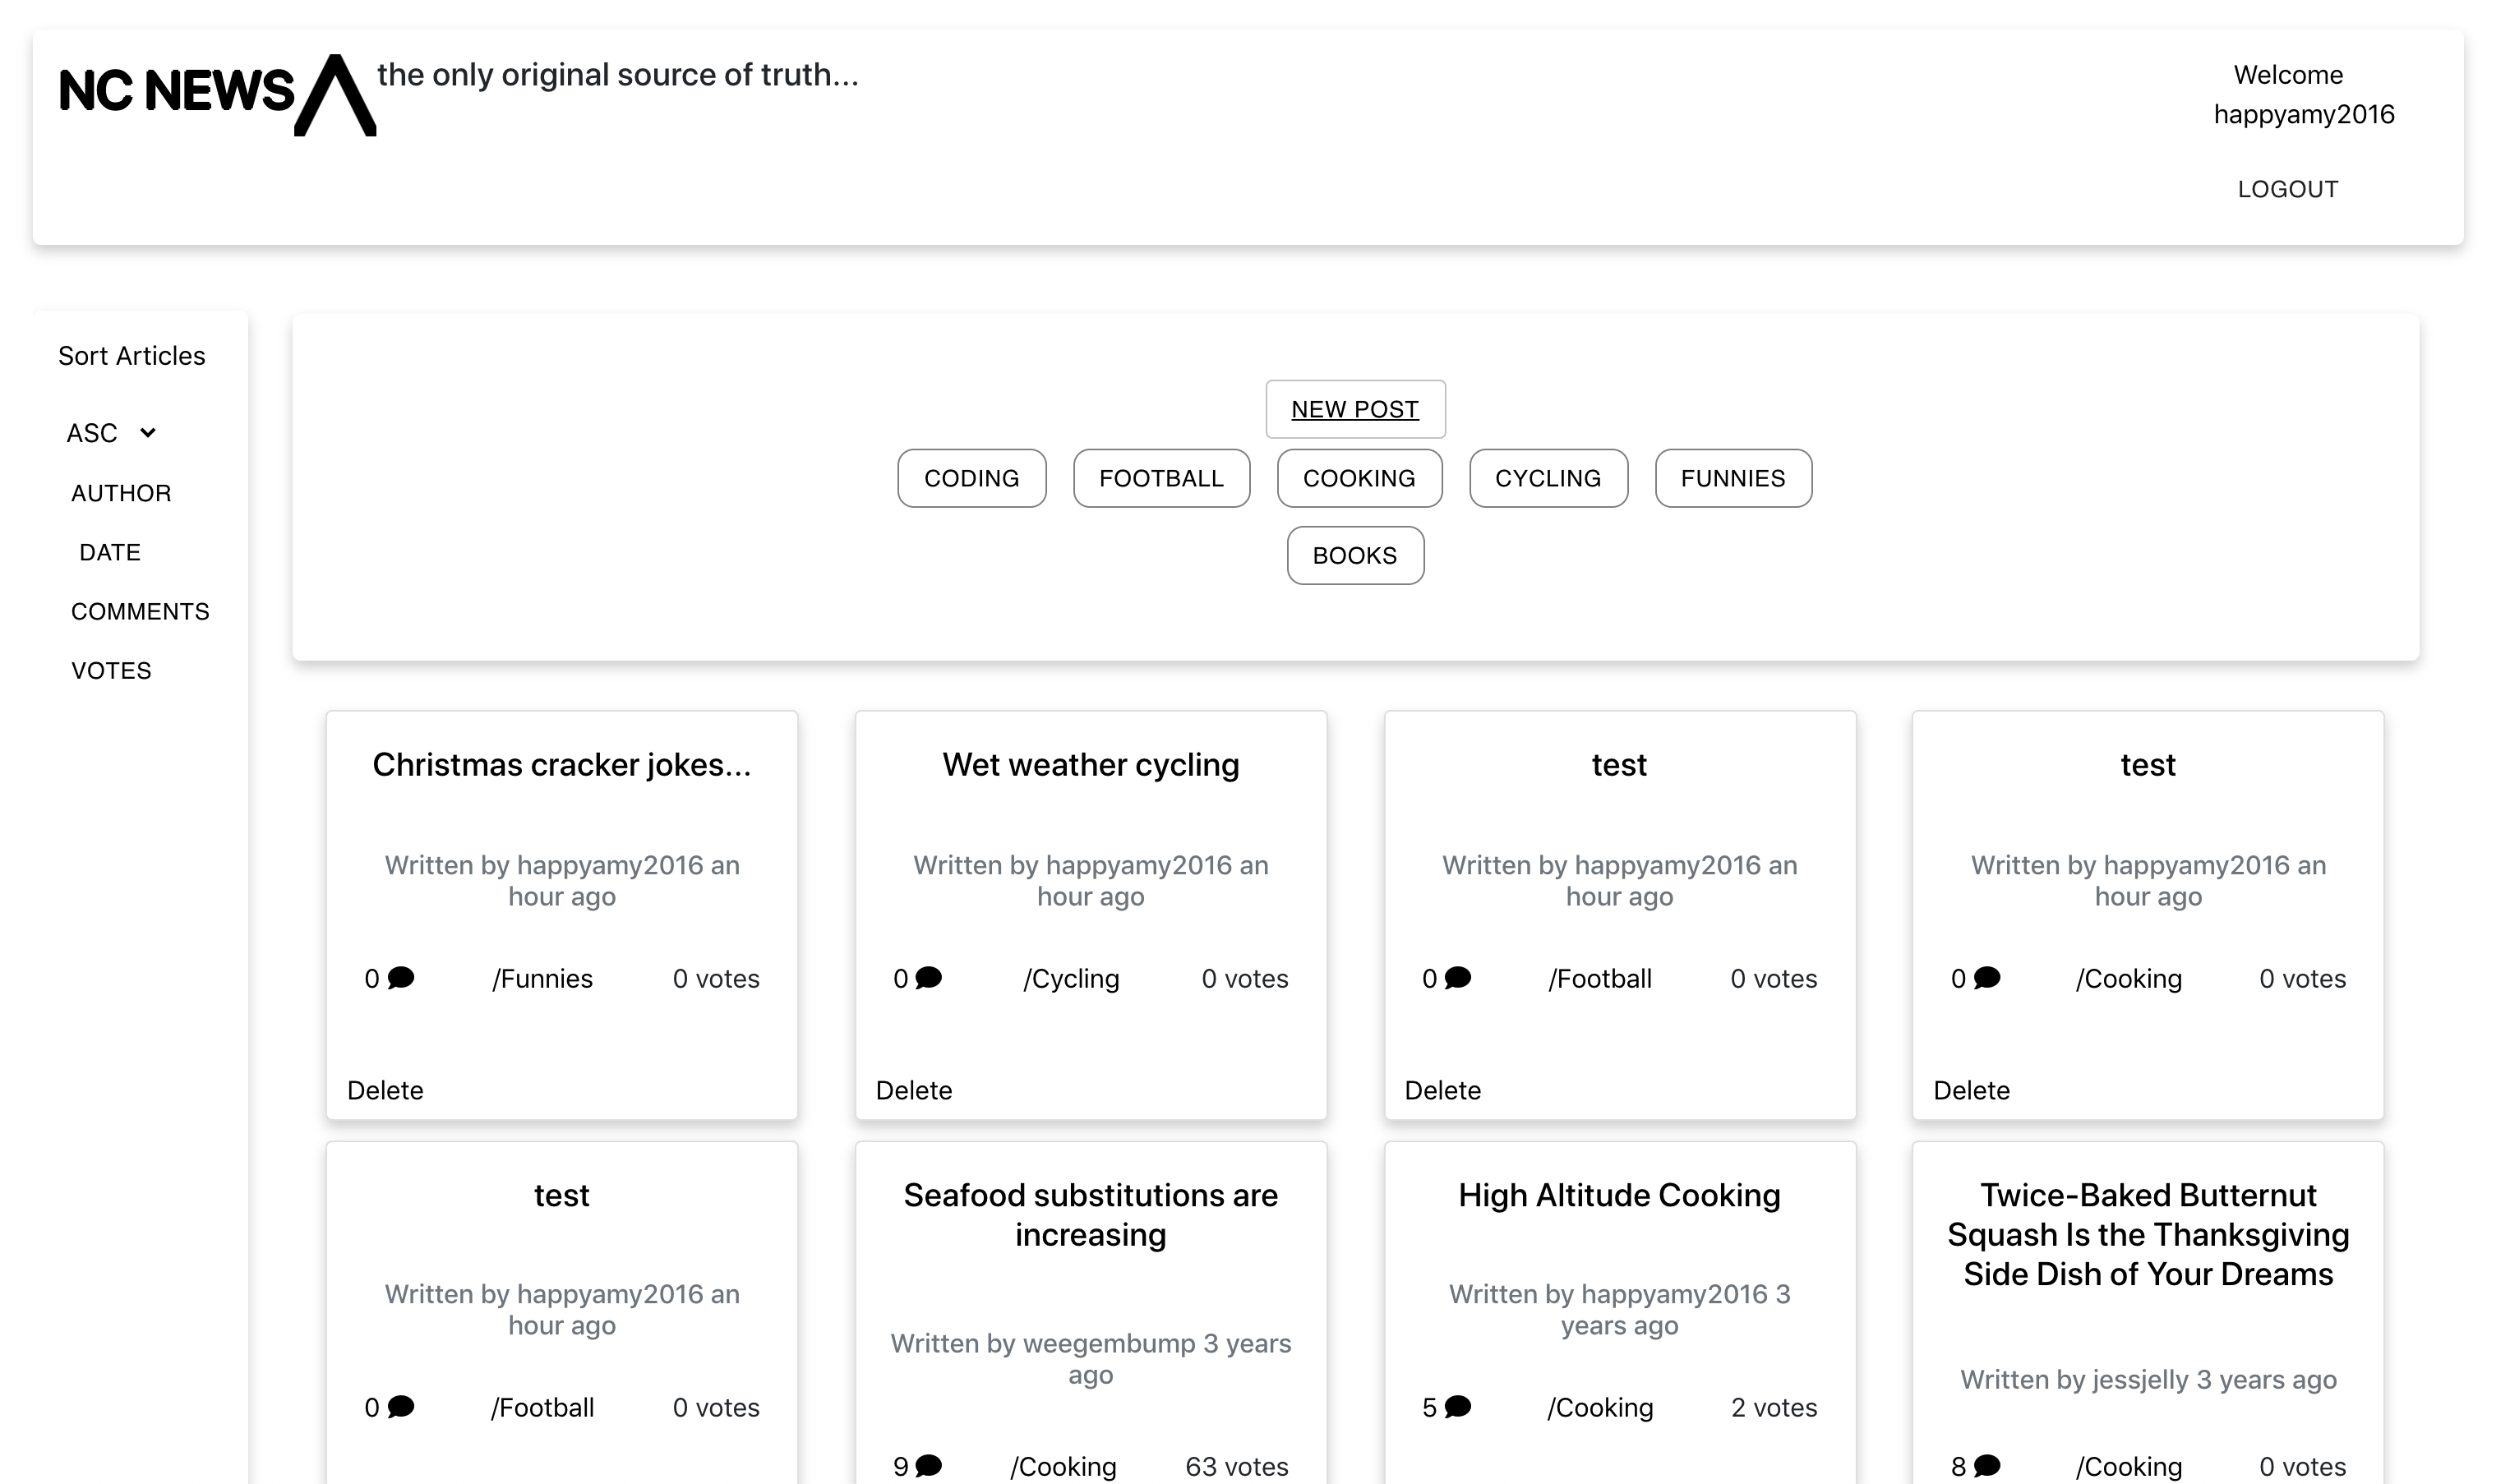 NC NEWS
the only original source of truth...
Welcome
happyamy2016
LOGOUT
Sort Articles
ASC
AUTHOR
DATE
COMMENTS
VOTES
NEW POST
CODING
FOOTBALL
COOKING
CYCLING
FUNNIES
BOOKS
Christmas cracker jokes...
Written by happyamy2016 an
hour ago
0
/Funnies
0 votes
Delete
Wet weather cycling
Written by happyamy2016 an
hour ago
0
/Cycling
0 votes
Delete
test
Written by happyamy2016 an
hour ago
0
/Football
0 votes
Delete
test
Written by happyamy2016 an
hour ago
0
/Cooking
0 votes
Delete
test
Written by happyamy2016 an
hour ago
0
/Football
0 votes
Seafood substitutions are
increasing
Written by weegembump 3 years
ago
9
/Cooking
63 votes
High Altitude Cooking
Written by happyamy2016 3
years ago
5
/Cooking
2 votes
Twice-Baked Butternut
Squash Is the Thanksgiving
Side Dish of Your Dreams
Written by jessjelly 3 years ago
8
/Cooking
0 votes